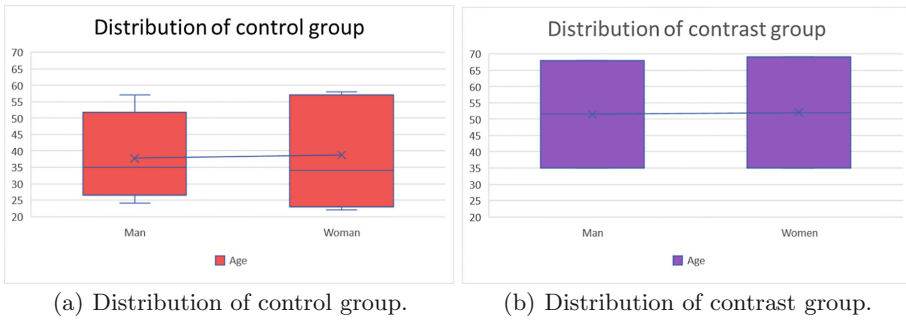 Distribution of control group
70
65
60
55
50
45
40
35
30
25
20
Man Woman
Age
(a) Distribution of control group.
Distribution of contrast group
70
65
60
55
50
45
40
35
30
25
20
Man Women
Age
(b) Distribution of contrast group.